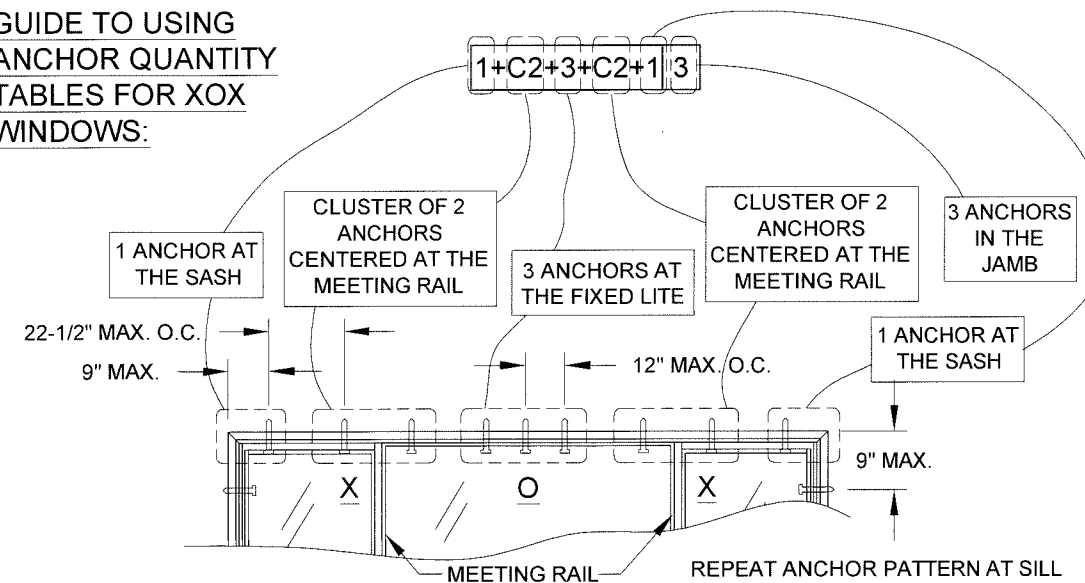 GUIDE TO USING
ANCHOR QUANTITY
TABLES FOR XOX
WINDOWS:
1+C2+3+C2+1 3
1 ANCHOR AT
THE SASH
CLUSTER OF 2
ANCHORS
CENTERED AT THE
MEETING RAIL
3 ANCHORS AT
THE FIXED LITE
CLUSTER OF 2
ANCHORS
CENTERED AT THE
MEETING RAIL
3 ANCHORS
IN THE
JAMB
1 ANCHOR AT
THE SASH
22-1/2" MAX. O.C.
9" MAX.
12" MAX. O.C.
9" MAX.
X
O
X
MEETING RAIL
REPEAT ANCHOR PATTERN AT SILL